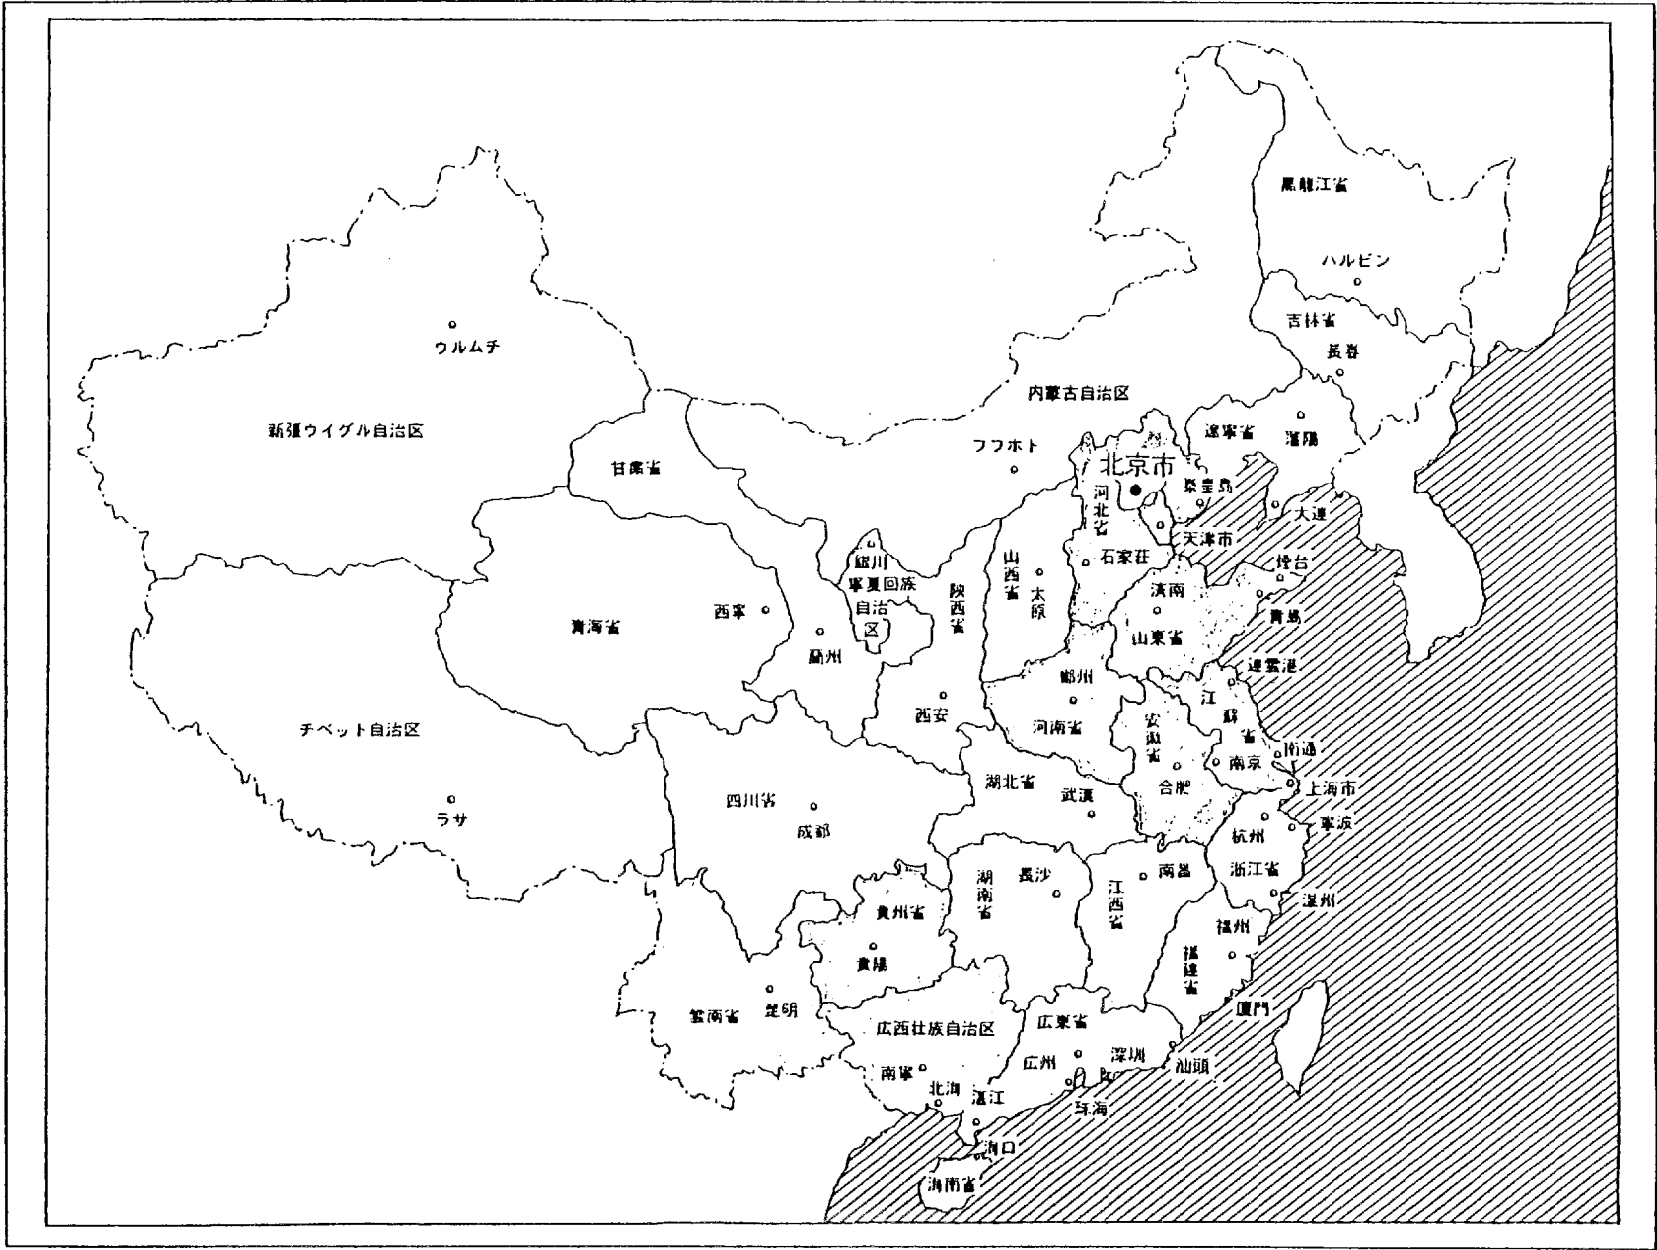 黒龍江省
ハルビン
吉林省
長春
ウルムチ
内蒙古自治区
新疆ウイグル自治区
遼寧省
瀋陽
フフホト
甘粛省
北京市
河北省
秦皇島
大連
天津市
石家荘
山西省
太原
銀川
寧夏回族
自治
区
陝西省
煙台
済南
青島
山東省
西寧
青海省
蘭州
連雲港
鄭州
江蘇省
西安
河南省
安徽省
チベット自治区
南通
南京
湖北省
武漢
合肥
上海市
四川省
成都
ラサ
寧波
杭州
浙江省
湖南省
長沙
江西省
南昌
温州
貴州省
福州
貴陽
福建省
雲南省
昆明
厦門
広西壮族自治区
広東省
広州
深圳
汕頭
南寧
北海
湛江
珠海
海口
海南省